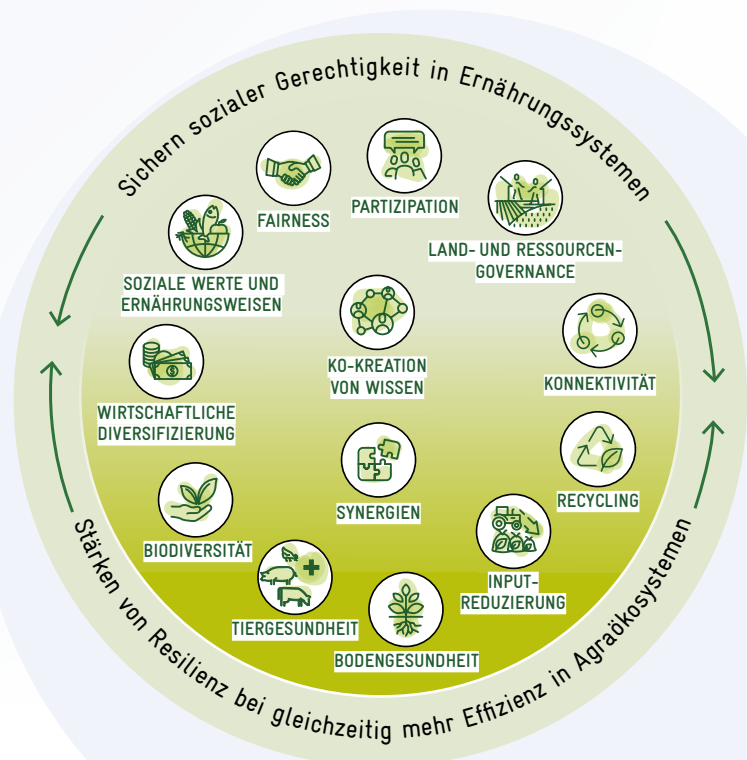 Sichern sozialer Gerechtigkeit in Ernährungssystemen
PARTIZIPATION
FAIRNESS
LAND- UND RESSOURCEN-
GOVERNANCE
SOZIALE WERTE UND
ERNÄHRUNGSWEISEN
KO-KREATION
VON WISSEN
KONNEKTIVITÄT
WIRTSCHAFTLICHE
DIVERSIFIZIERUNG
SYNERGIEN
RECYCLING
BIODIVERSITÄT
INPUT-
REDUZIERUNG
TIERGESUNDHEIT
BODENGESUNDHEIT
Stärken von Resilienz bei gleichzeitig mehr Effizienz in Agraökosystemen